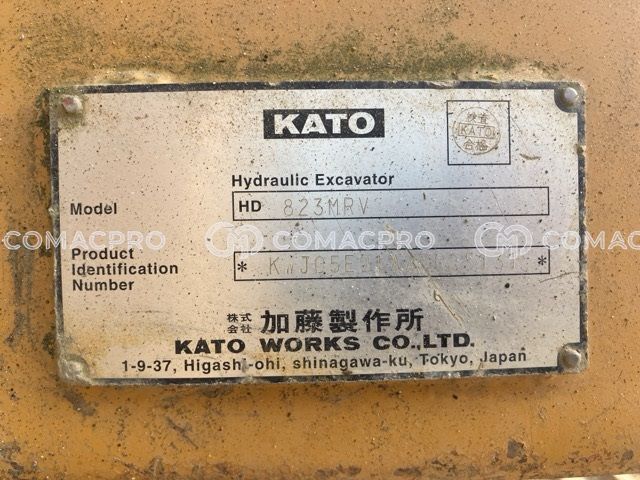 KATO
検査
KATO
合格
Hydraulic Excavator
Model HD 823MRV
COMACPRO COMACPRO COMACPRO
Product
Identification
Number
株式
会社 加藤製作所
KATO WORKS CO.,LTD.
1-9-37, Higashi-ohi, shinagawa-ku, Tokyo, Japan